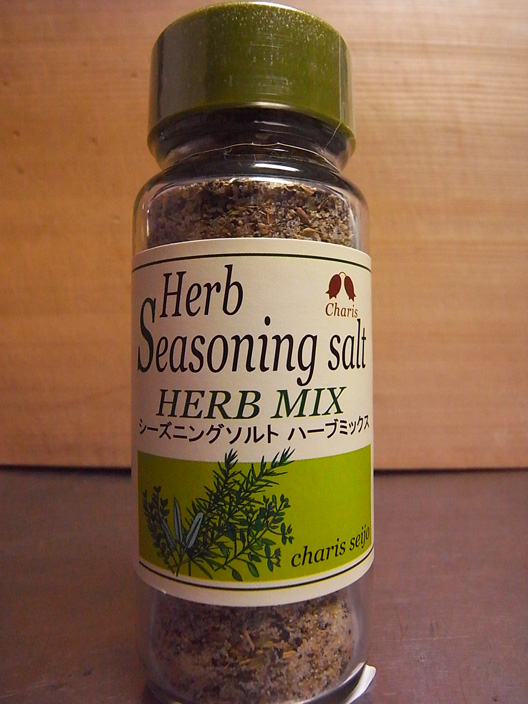 Herb
Charis
Seasoning salt
HERB MIX
シーズニングソルト ハーブミックス
charis seijo